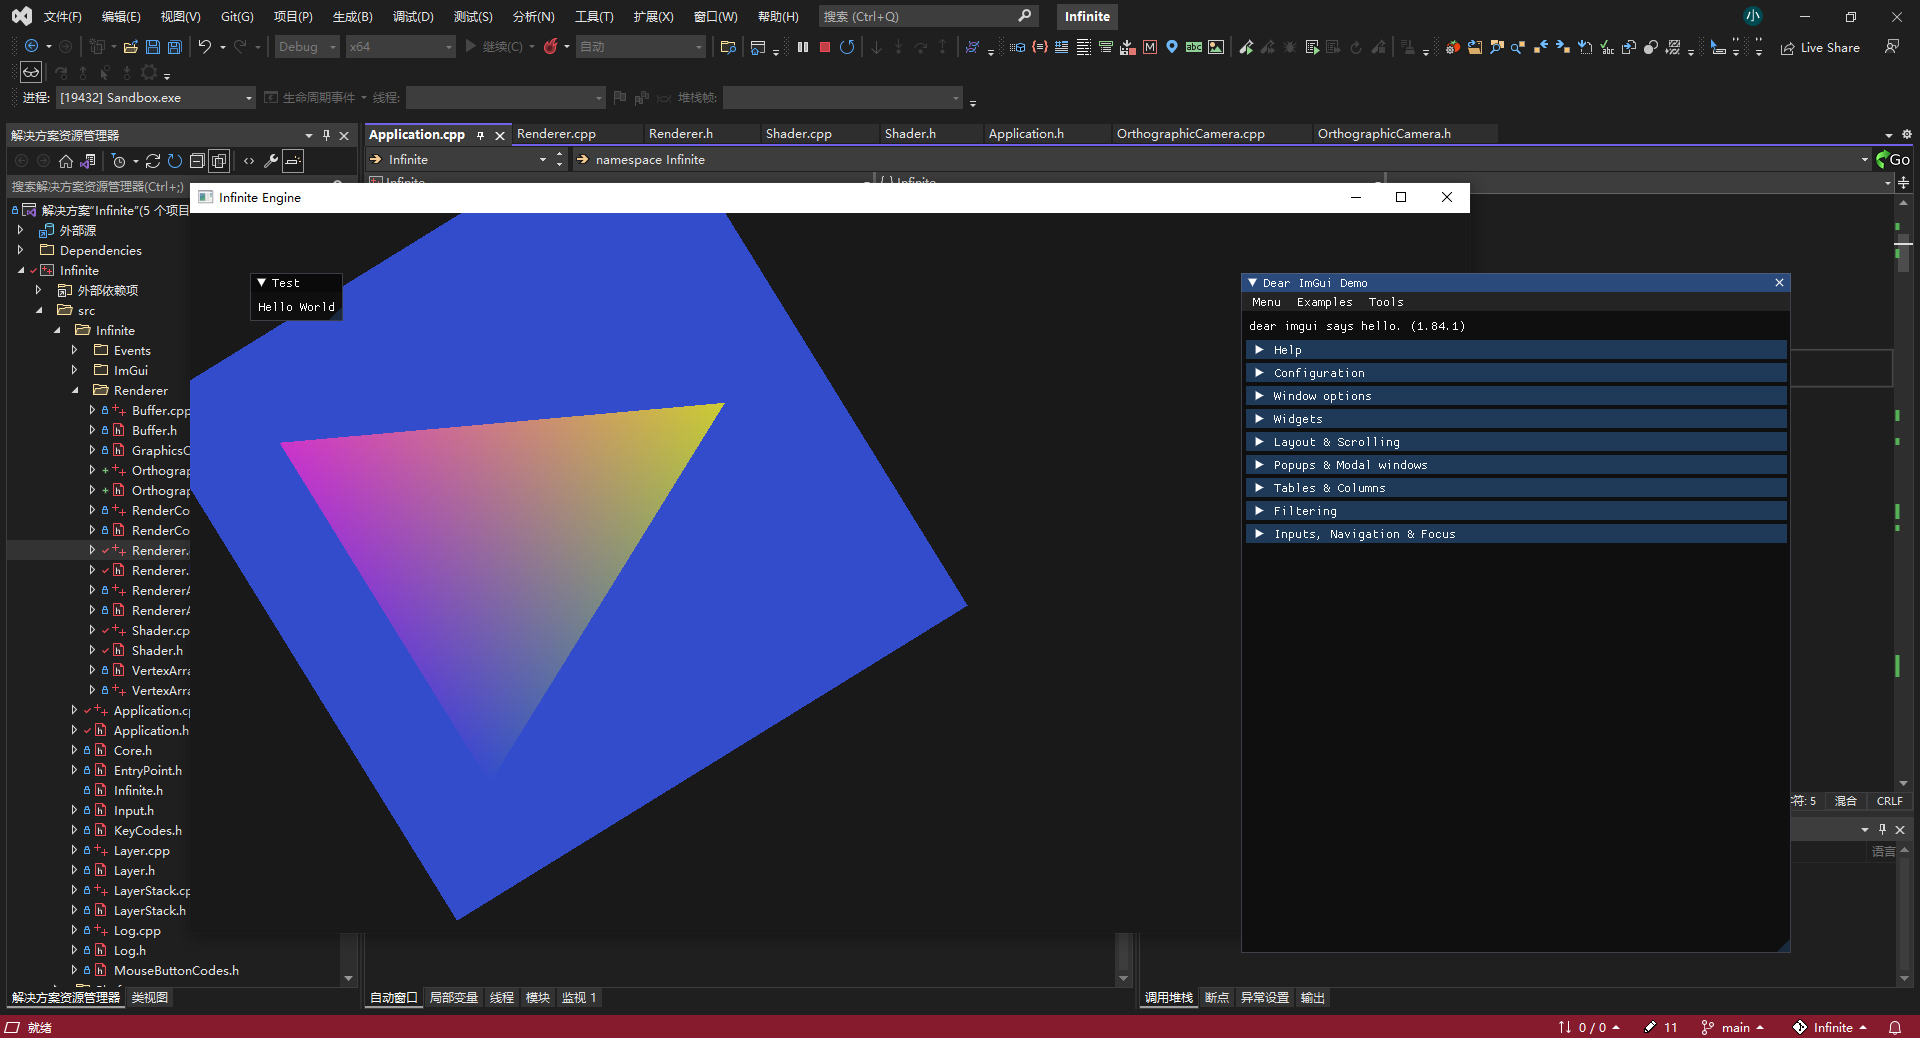 文件(F) 编辑(E) 视图(V) Git(G) 项目(P) 生成(B) 调试(D) 测试(S) 分析(N) 工具(T) 扩展(X) 窗口(W) 帮助(H) 搜索 (Ctrl+Q) Infinite 小
Debug x64 继续(C) 自动 Live Share
进程: [19432] Sandbox.exe 生命周期事件 线程: 堆栈帧:
解决方案资源管理器
Application.cpp Renderer.cpp Renderer.h Shader.cpp Shader.h Application.h OrthographicCamera.cpp OrthographicCamera.h
Infinite namespace Infinite Go
搜索解决方案资源管理器(Ctrl+;)
Infinite Engine
解决方案"Infinite"(5 个项目
外部源
Dependencies
Infinite
外部依赖项
src
Infinite
Events
ImGui
Renderer
Buffer.cpp
Buffer.h
GraphicsC
Orthograp
Orthograp
RenderCo
RenderCo
Renderer.
Renderer.
RendererA
RendererA
Shader.cp
Shader.h
VertexArra
VertexArra
Application.cp
Application.h
Core.h
EntryPoint.h
Infinite.h
Input.h
KeyCodes.h
Layer.cpp
Layer.h
LayerStack.cp
LayerStack.h
Log.cpp
Log.h
MouseButtonCodes.h
Test
Hello World
Dear ImGui Demo
Menu Examples Tools
dear imgui says hello. (1.84.1)
Help
Configuration
Window options
Widgets
Layout & Scrolling
Popups & Modal windows
Tables & Columns
Filtering
Inputs, Navigation & Focus
符: 5 混合 CRLF
语言
解决方案资源管理器 类视图
自动窗口 局部变量 线程 模块 监视 1
调用堆栈 断点 异常设置 输出
就绪 0 / 0 11 main Infinite